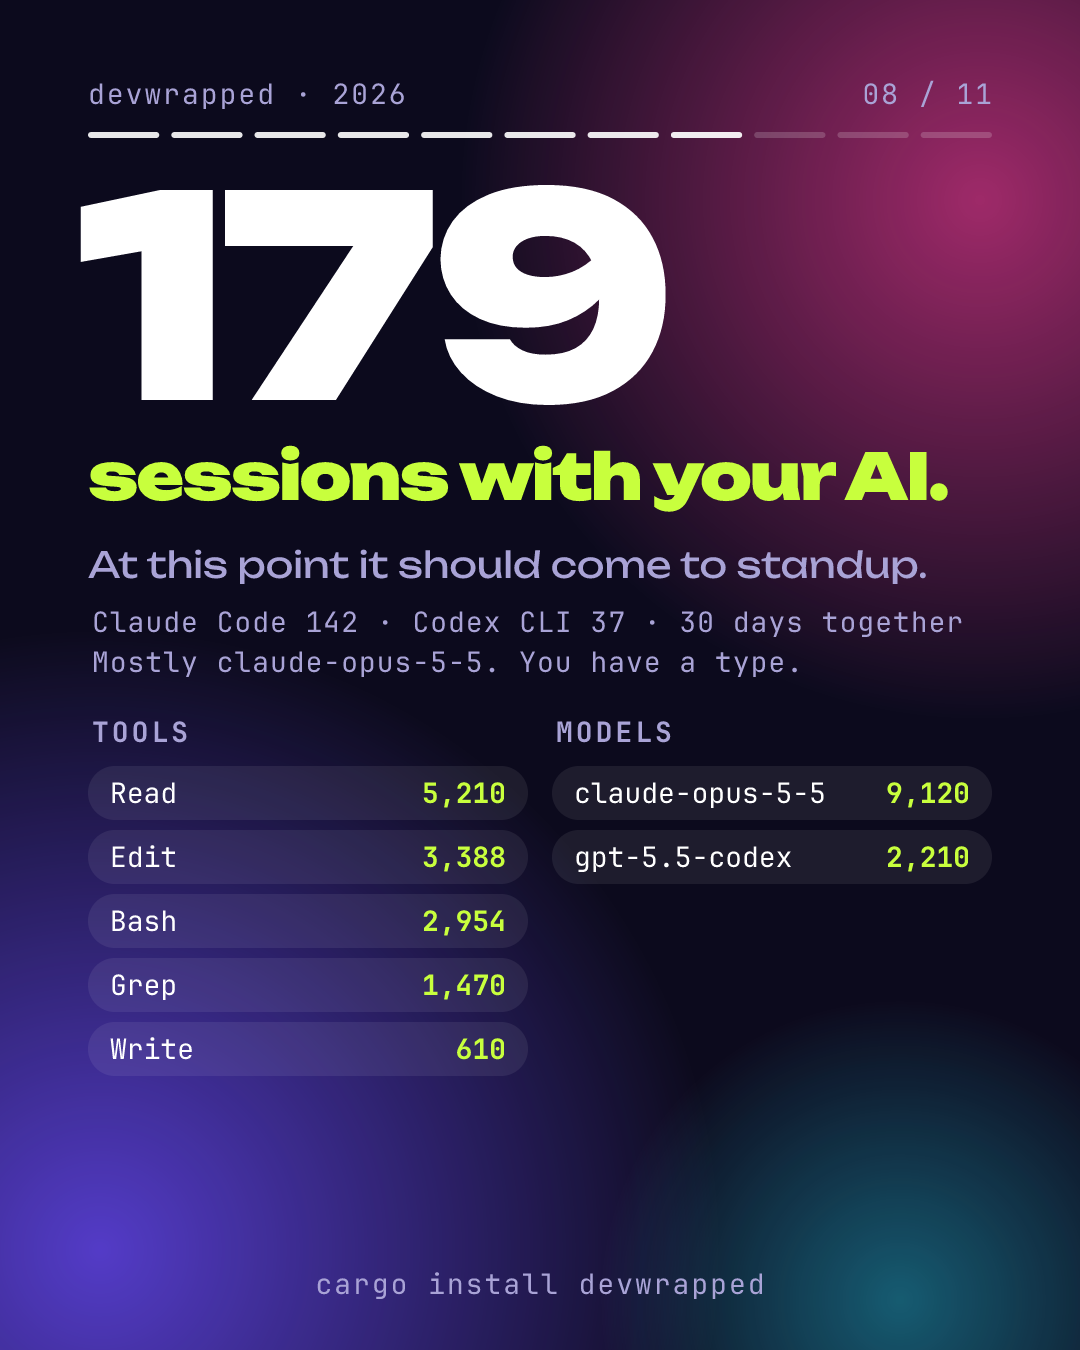 devwrapped · 2026
08 / 11
179
sessions with your AI.
At this point it should come to standup.
Claude Code 142 · Codex CLI 37 · 30 days together
Mostly claude-opus-5-5. You have a type.
TOOLS
Read 5,210
Edit 3,388
Bash 2,954
Grep 1,470
Write 610
MODELS
claude-opus-5-5 9,120
gpt-5.5-codex 2,210
cargo install devwrapped